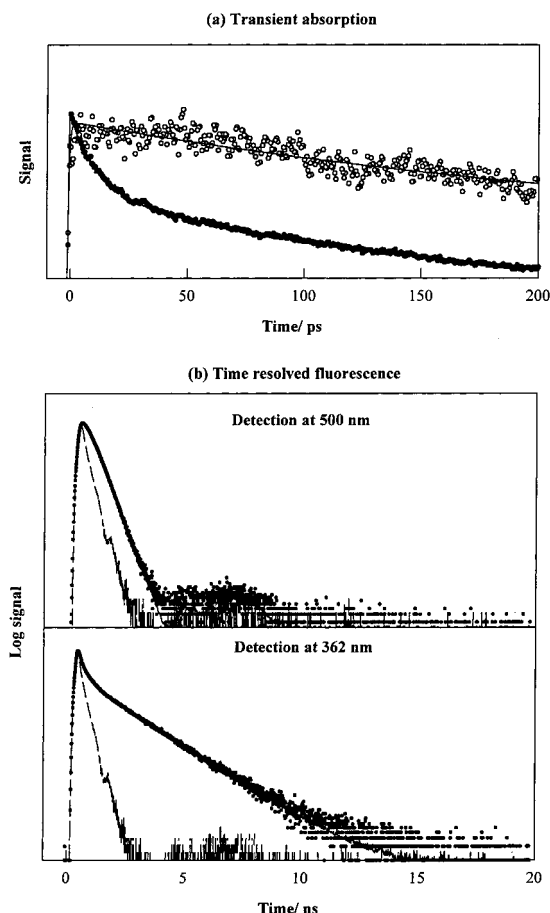 (a) Transient absorption
Signal
0 50 100 150 200
Time/ ps
(b) Time resolved fluorescence
Detection at 500 nm
Log signal
Detection at 362 nm
0 5 10 15 20
Time/ ns